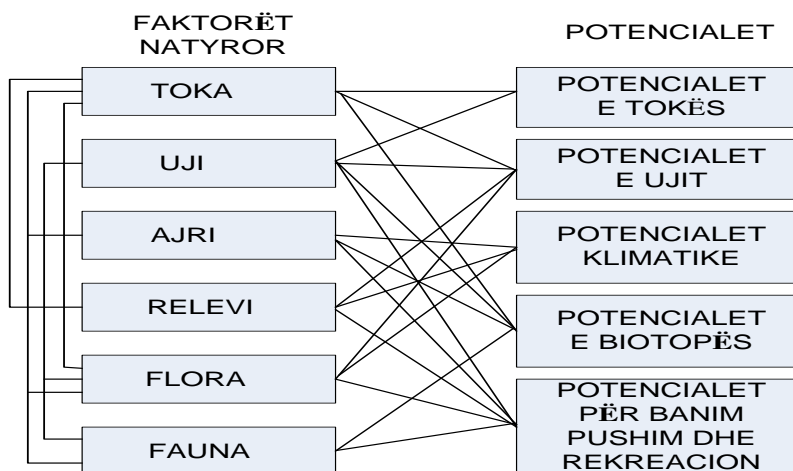 FAKTORËT
NATYROR
TOKA
UJI
AJRI
RELEVI
FLORA
FAUNA
POTENCIALET
POTENCIALET
E TOKËS
POTENCIALET
E UJIT
POTENCIALET
KLIMATIKE
POTENCIALET
E BIOTOPËS
POTENCIALET
PËR BANIM
PUSHIM DHE
REKREACION